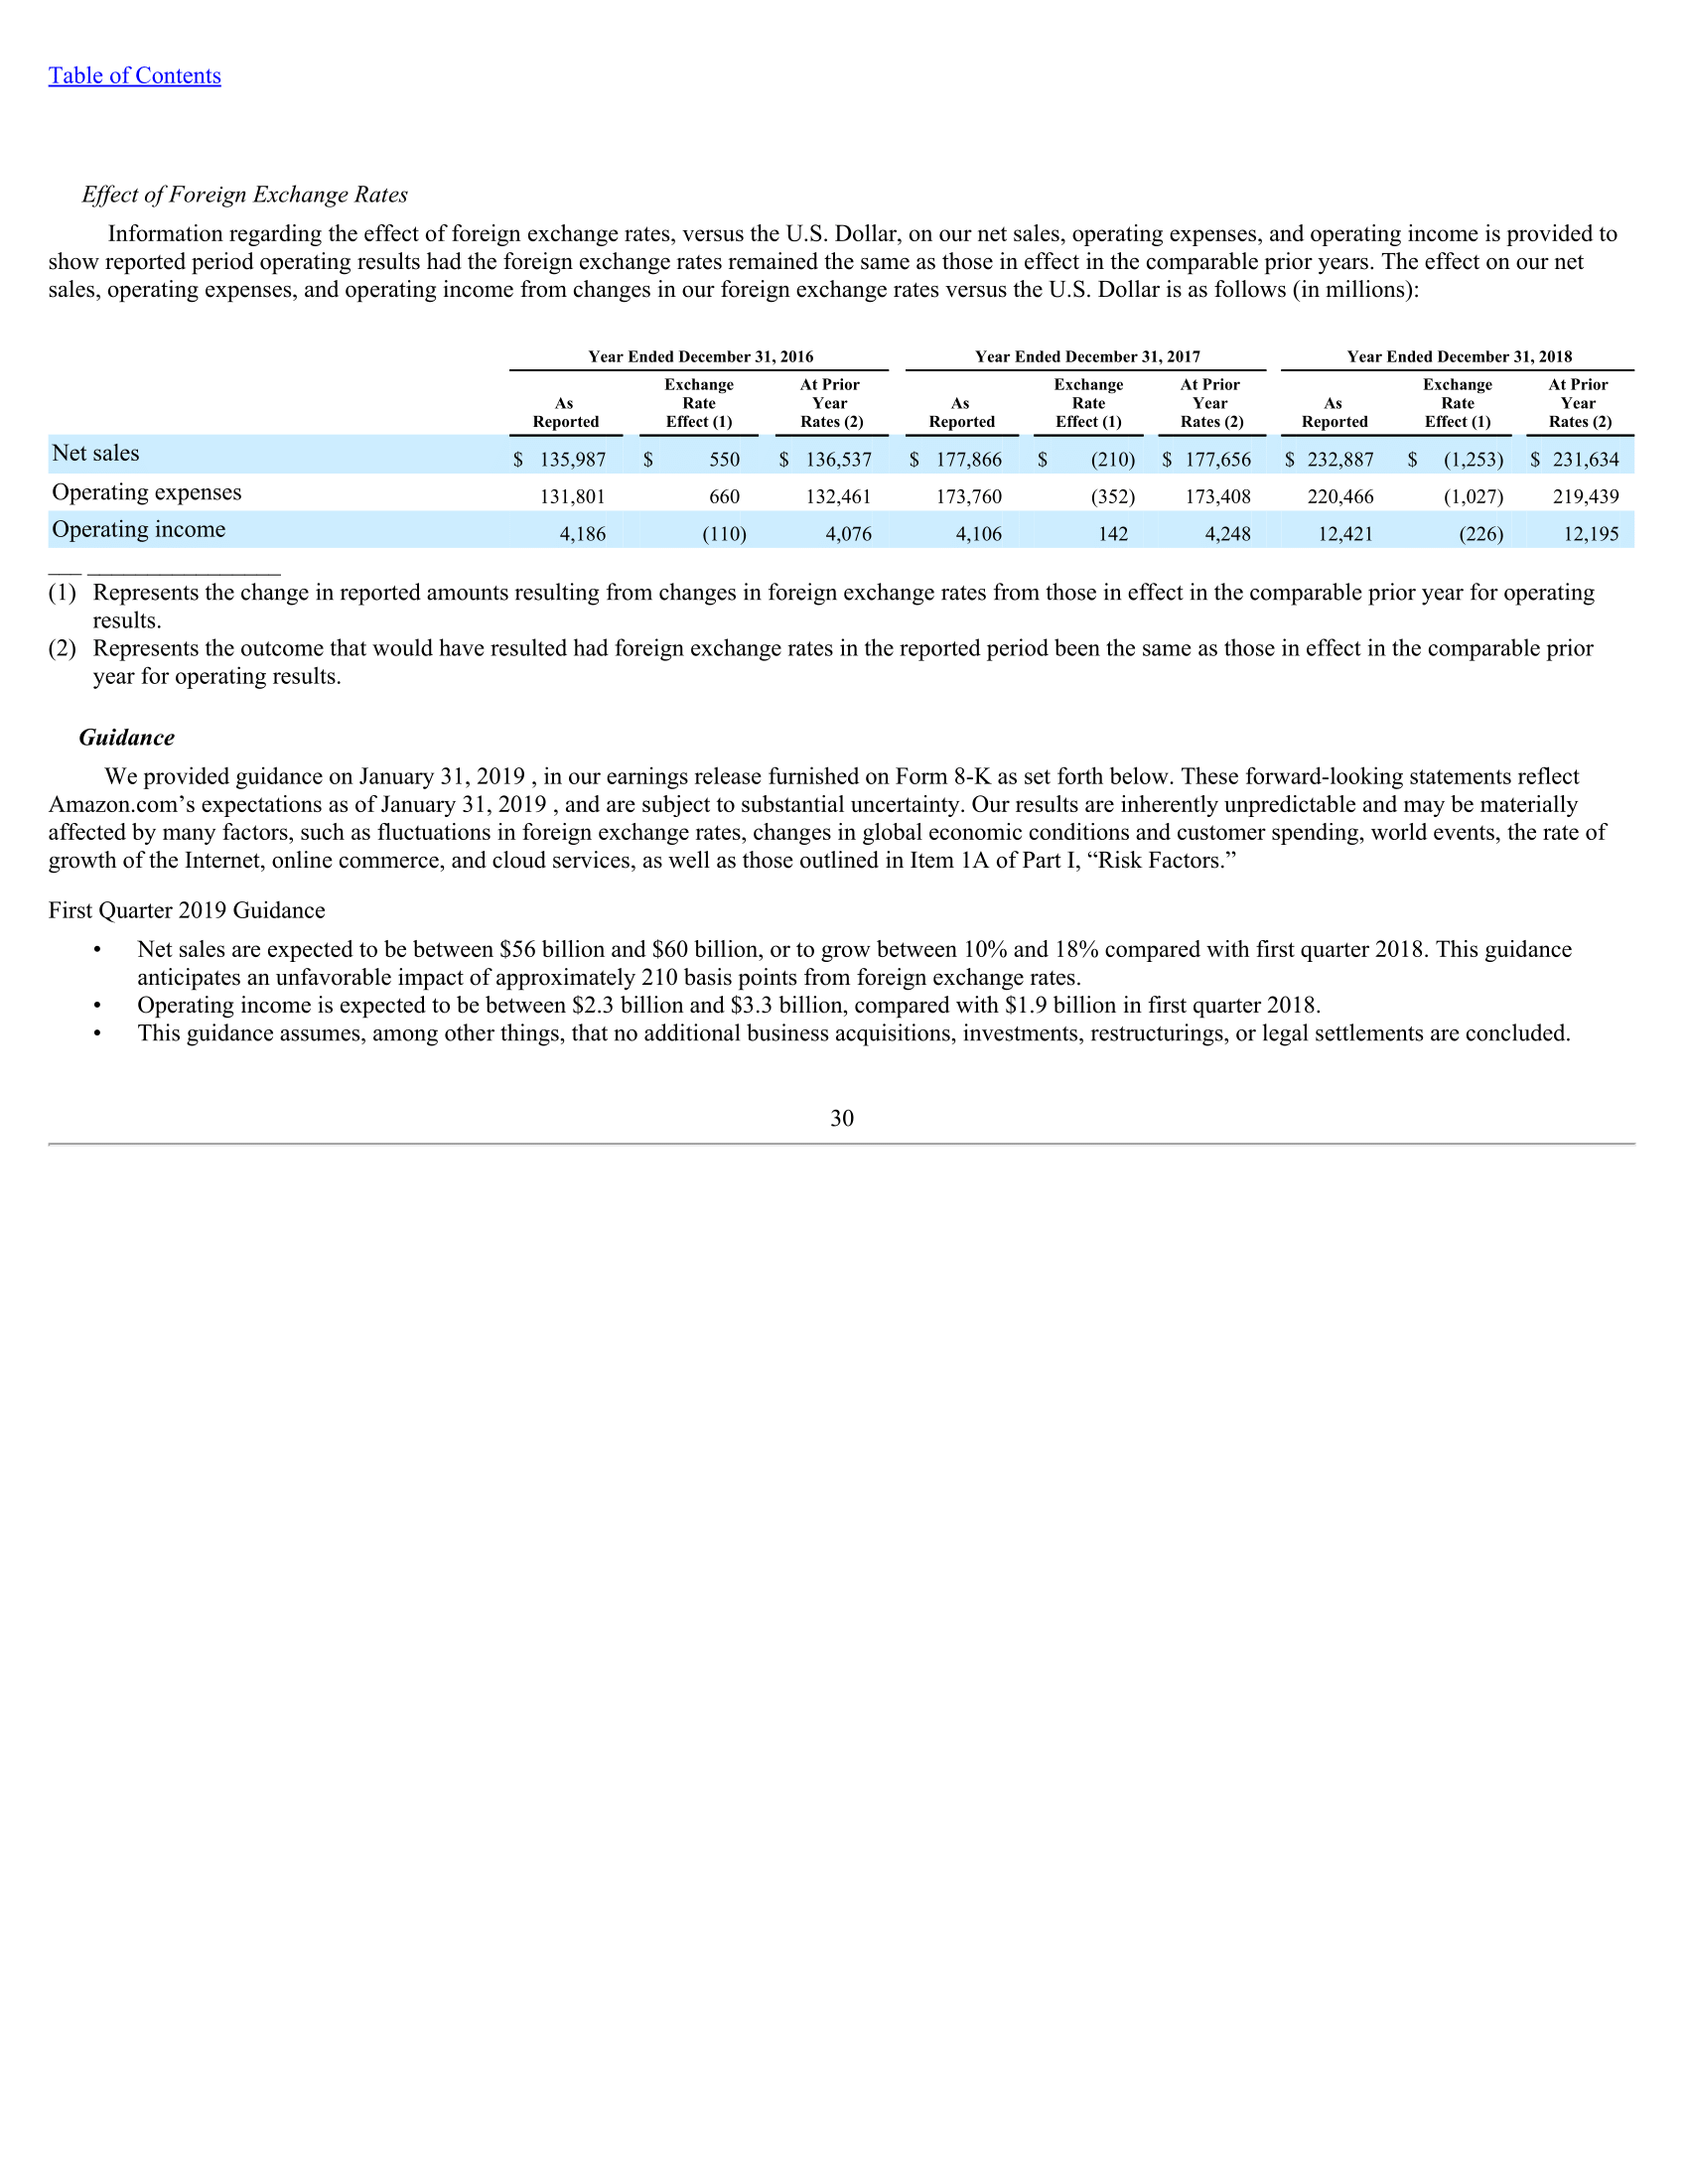 Table of Contents
Effect of Foreign Exchange Rates
Information regarding the effect of foreign exchange rates, versus the U.S. Dollar, on our net sales, operating expenses, and operating income is provided to
show reported period operating results had the foreign exchange rates remained the same as those in effect in the comparable prior years. The effect on our net
sales, operating expenses, and operating income from changes in our foreign exchange rates versus the U.S. Dollar is as follows (in millions):
Year Ended December 31, 2016 Year Ended December 31, 2017 Year Ended December 31, 2018
Exchange At Prior Exchange At Prior Exchange At Prior
As Rate Year As Rate Year As Rate Year
Reported Effect (1) Rates (2) Reported Effect (1) Rates (2) Reported Effect (1) Rates (2)
Net sales $ 135,987 $ 550 $ 136,537 $ 177,866 $ (210) $ 177,656 $ 232,887 $ (1,253) $ 231,634
Operating expenses 131,801 660 132,461 173,760 (352) 173,408 220,466 (1,027) 219,439
Operating income 4,186 (110) 4,076 4,106 142 4,248 12,421 (226) 12,195
___ _________________
(1) Represents the change in reported amounts resulting from changes in foreign exchange rates from those in effect in the comparable prior year for operating
results.
(2) Represents the outcome that would have resulted had foreign exchange rates in the reported period been the same as those in effect in the comparable prior
year for operating results.
Guidance
We provided guidance on January 31, 2019 , in our earnings release furnished on Form 8-K as set forth below. These forward-looking statements reflect
Amazon.com’s expectations as of January 31, 2019 , and are subject to substantial uncertainty. Our results are inherently unpredictable and may be materially
affected by many factors, such as fluctuations in foreign exchange rates, changes in global economic conditions and customer spending, world events, the rate of
growth of the Internet, online commerce, and cloud services, as well as those outlined in Item 1A of Part I, “Risk Factors.”
First Quarter 2019 Guidance
• Net sales are expected to be between $56 billion and $60 billion, or to grow between 10% and 18% compared with first quarter 2018. This guidance
anticipates an unfavorable impact of approximately 210 basis points from foreign exchange rates.
• Operating income is expected to be between $2.3 billion and $3.3 billion, compared with $1.9 billion in first quarter 2018.
• This guidance assumes, among other things, that no additional business acquisitions, investments, restructurings, or legal settlements are concluded.
30